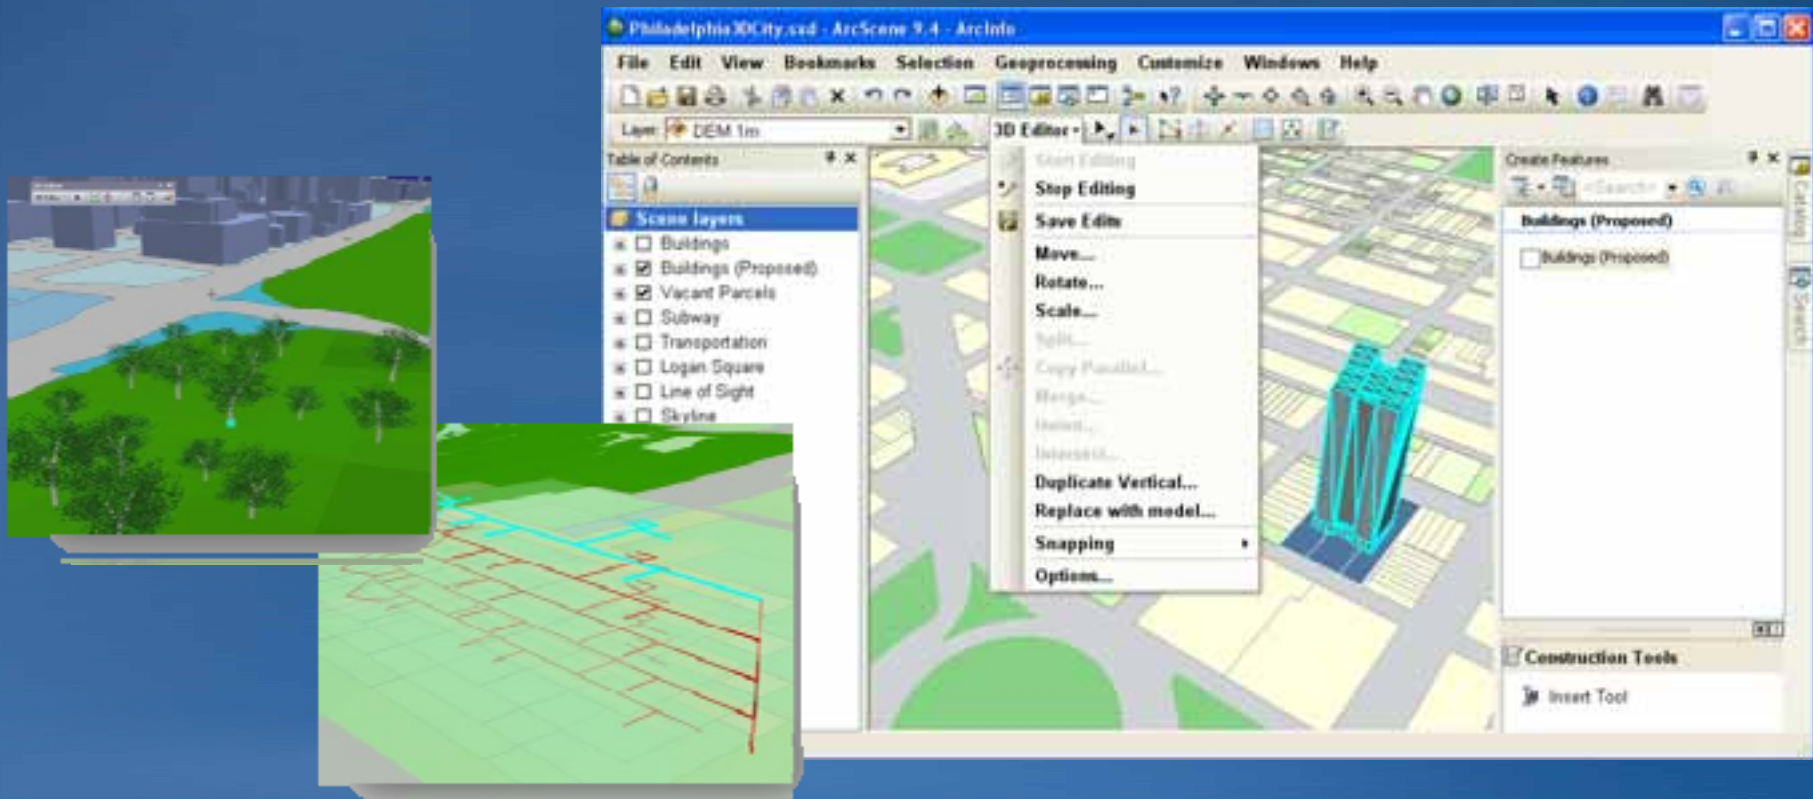 Philadelphia3DCity.sxd - ArcScene 9.4 - ArcInfo
File Edit View Bookmarks Selection Geoprocessing Customize Windows Help
Layer: DEM 1m
3D Editor
Table of Contents
Scene layers
Buildings
Buildings (Proposed)
Vacant Parcels
Subway
Transportation
Logan Square
Line of Sight
Skyline
Start Editing
Stop Editing
Save Edits
Move...
Rotate...
Scale...
Split...
Copy Parallel...
Merge...
Intersect...
Duplicate Vertical...
Replace with model...
Snapping
Options...
Create Features
<Search>
Buildings (Proposed)
Buildings (Proposed)
Construction Tools
Insert Tool
Catalog
Search